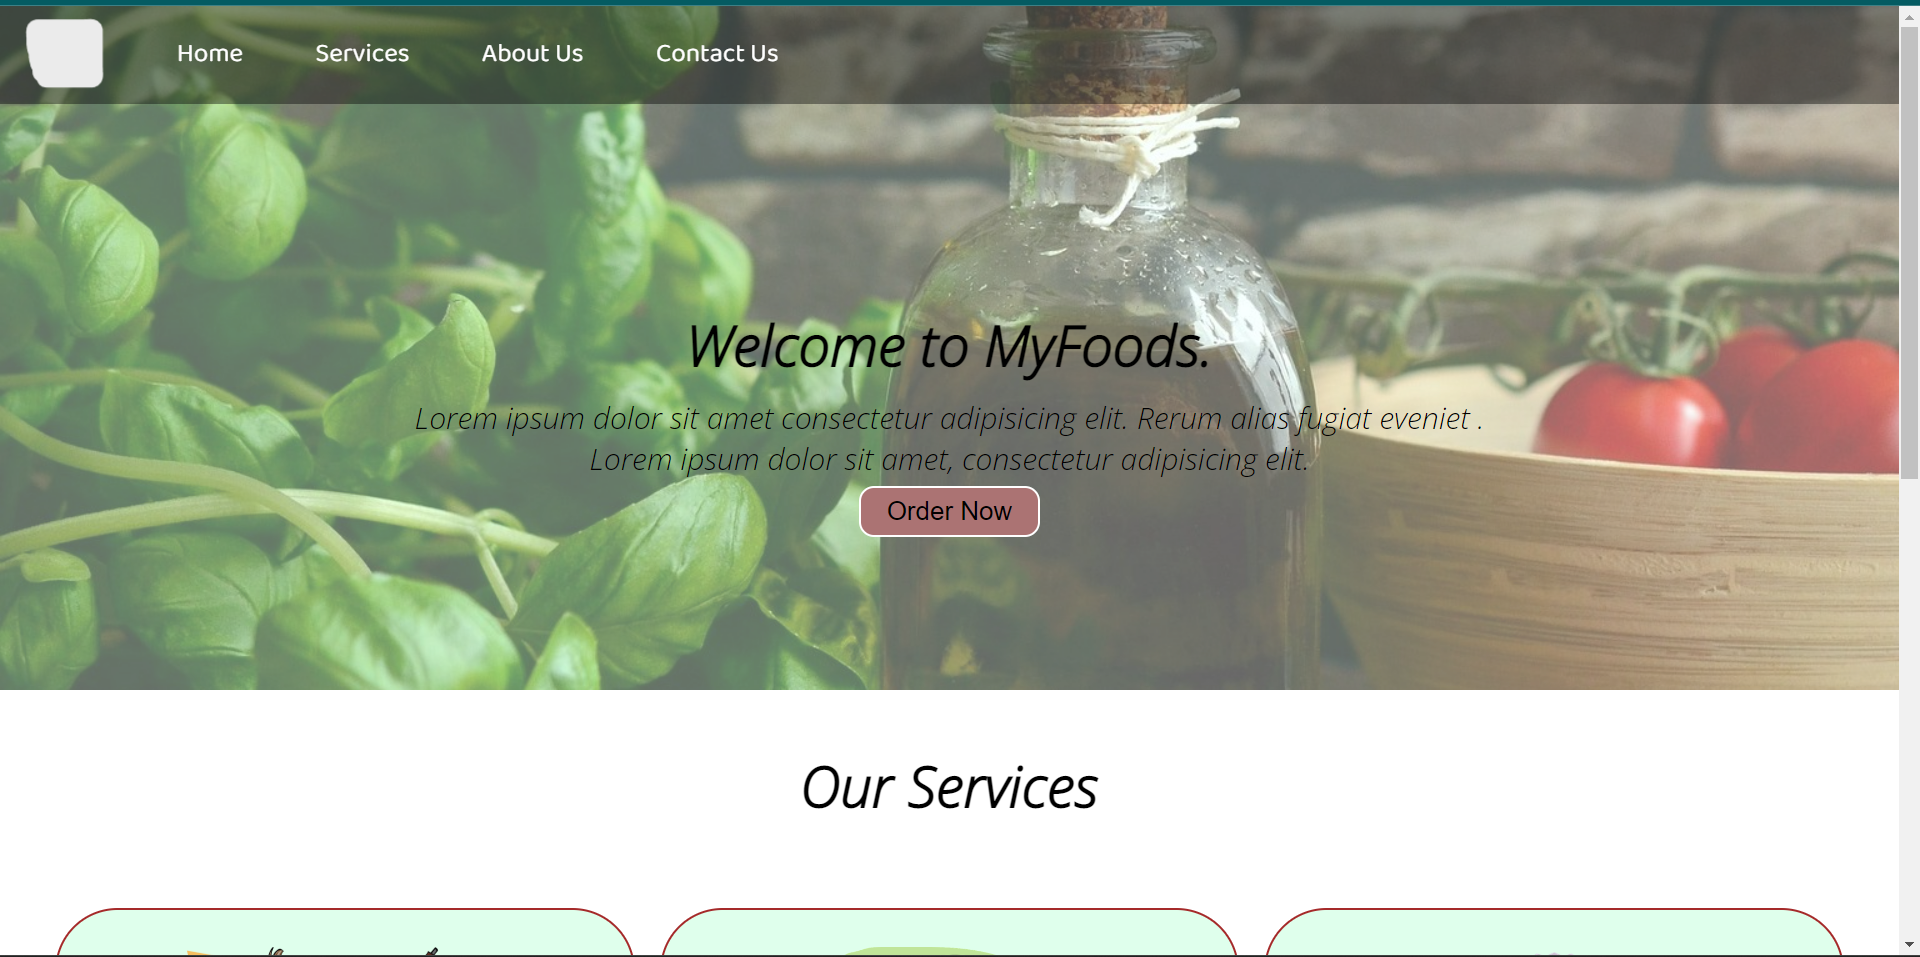 Home
Services
About Us
Contact Us
Welcome to MyFoods.
Lorem ipsum dolor sit amet consectetur adipisicing elit. Rerum alias fugiat eveniet .
Lorem ipsum dolor sit amet, consectetur adipisicing elit.
Order Now
Our Services